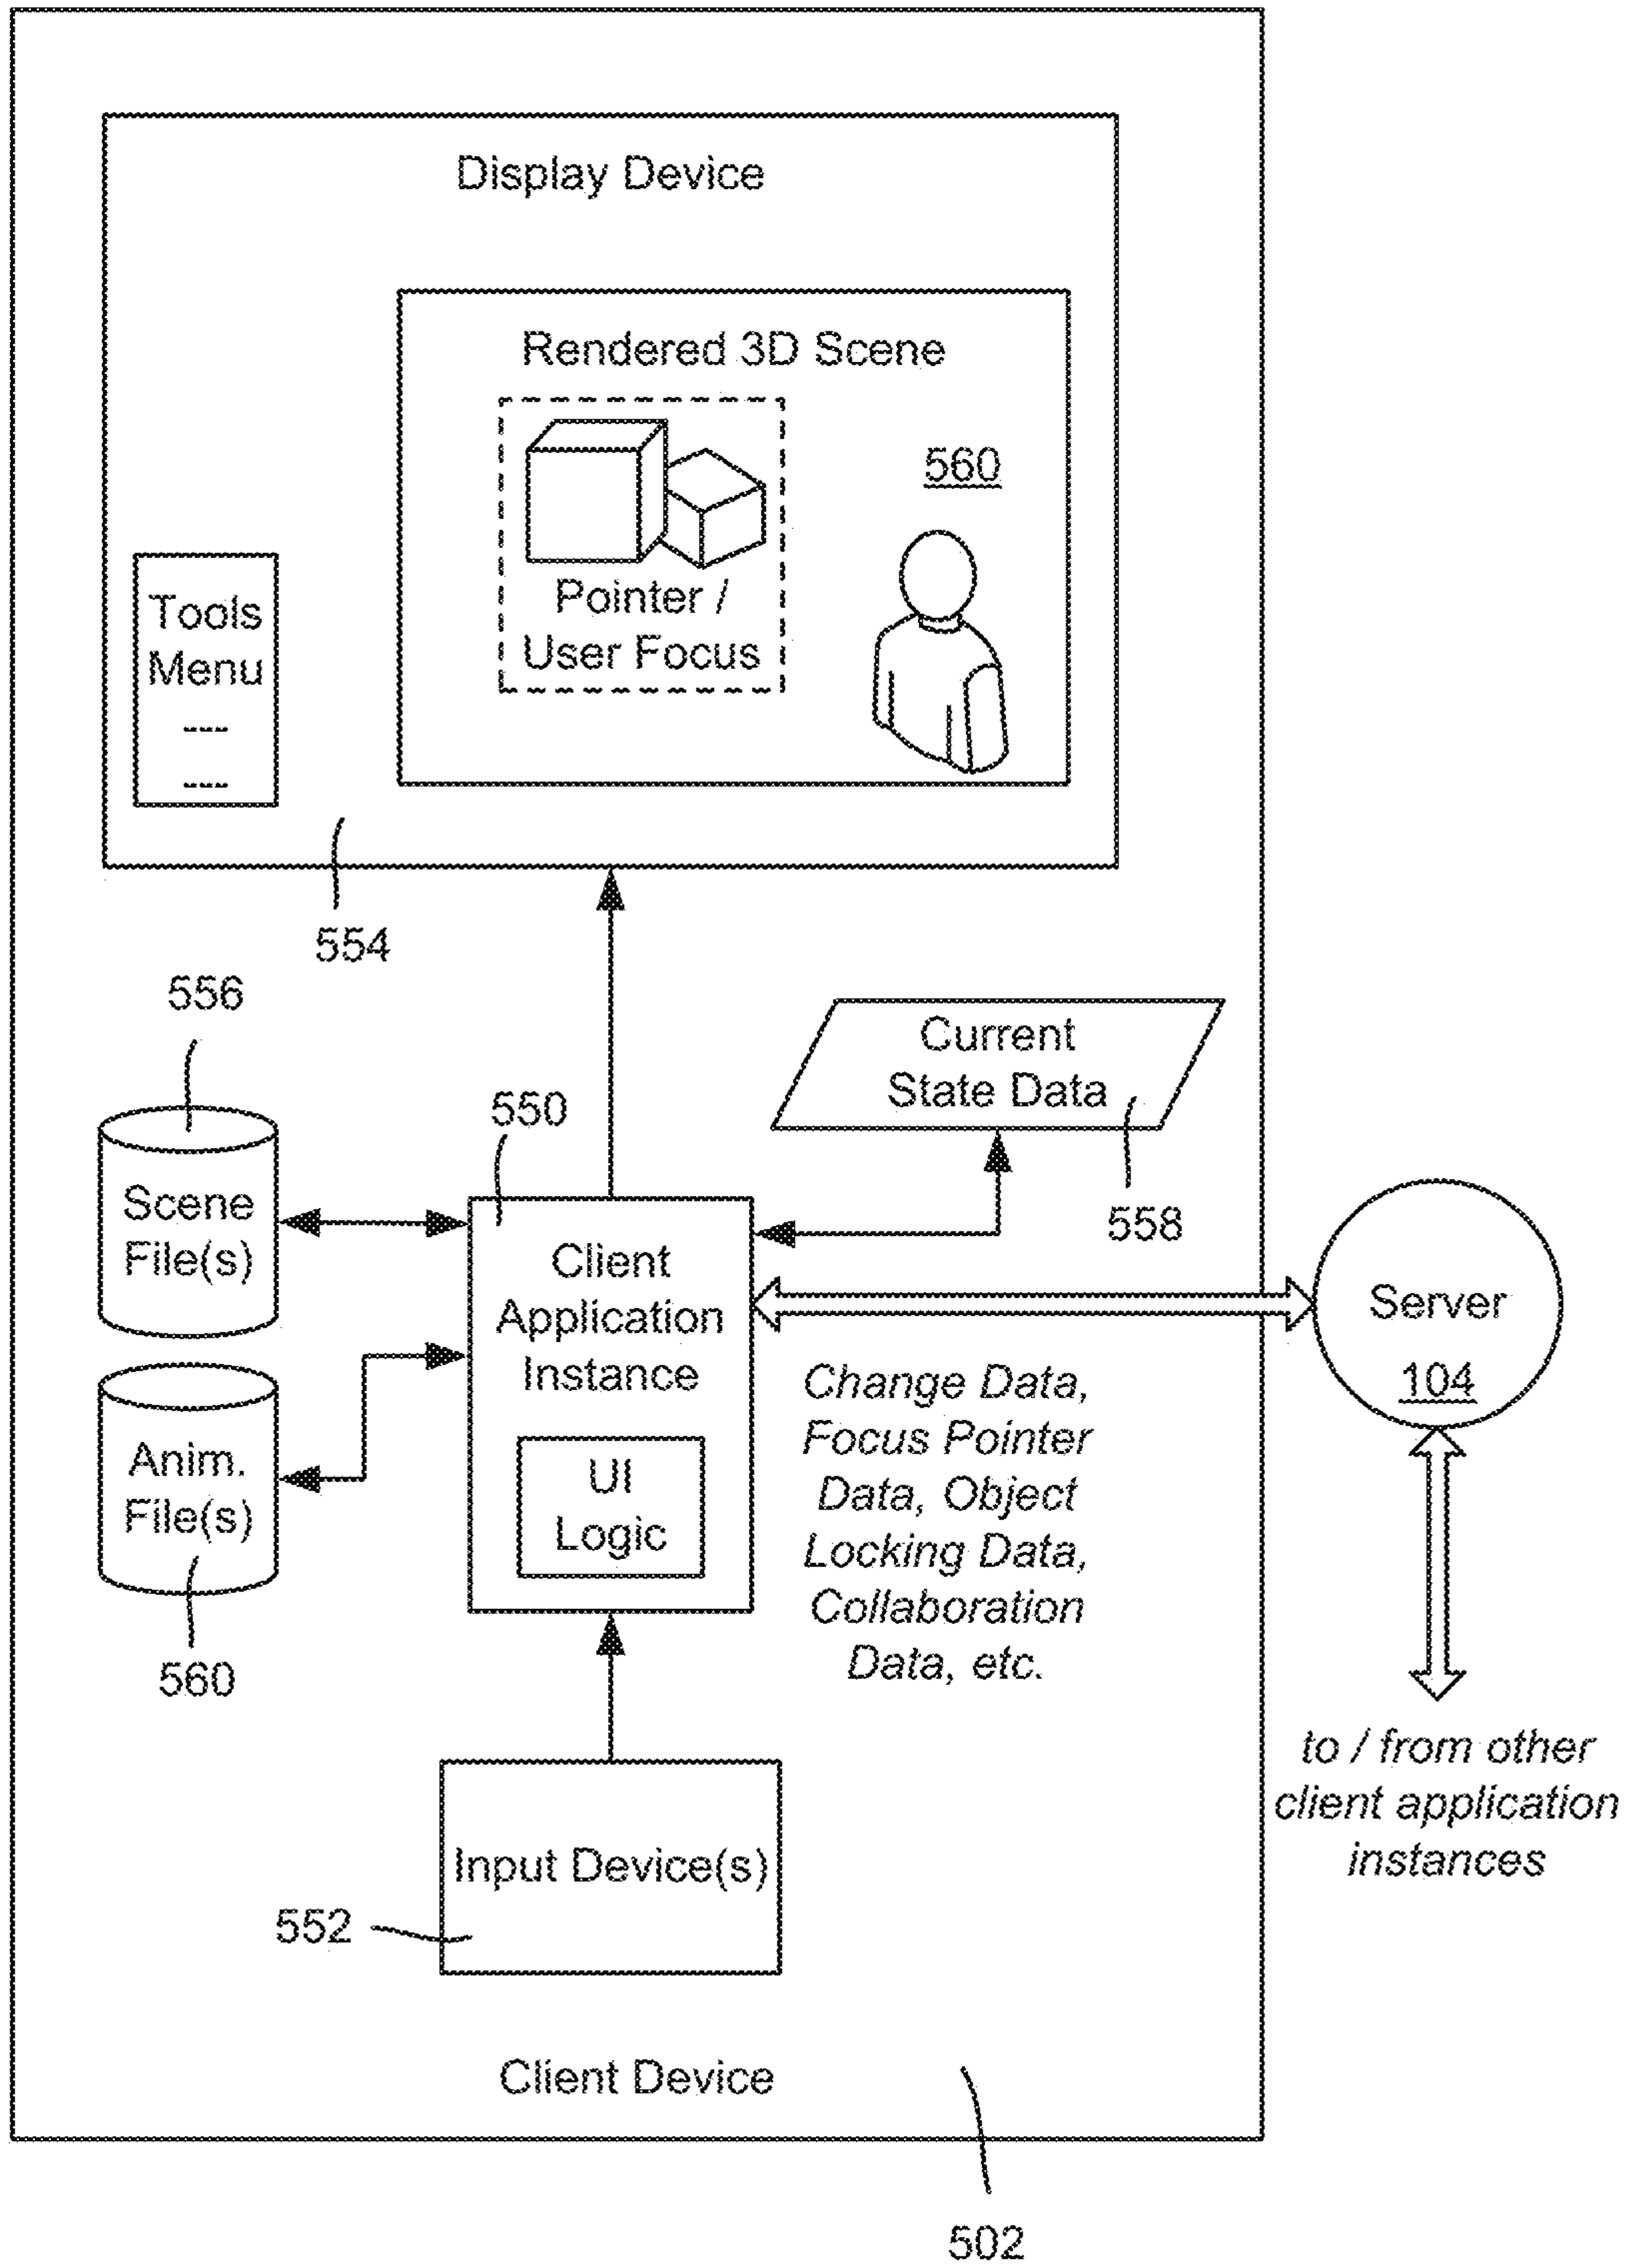 Display Device
Rendered 3D Scene
560
Pointer /
User Focus
Tools
Menu
----
----
554
556
Current
State Data
558
550
Scene
File(s)
Client
Application
Instance
UI
Logic
Anim.
File(s)
560
Server
104
Change Data,
Focus Pointer
Data, Object
Locking Data,
Collaboration
Data, etc.
to / from other
client application
instances
Input Device(s)
552
Client Device
502